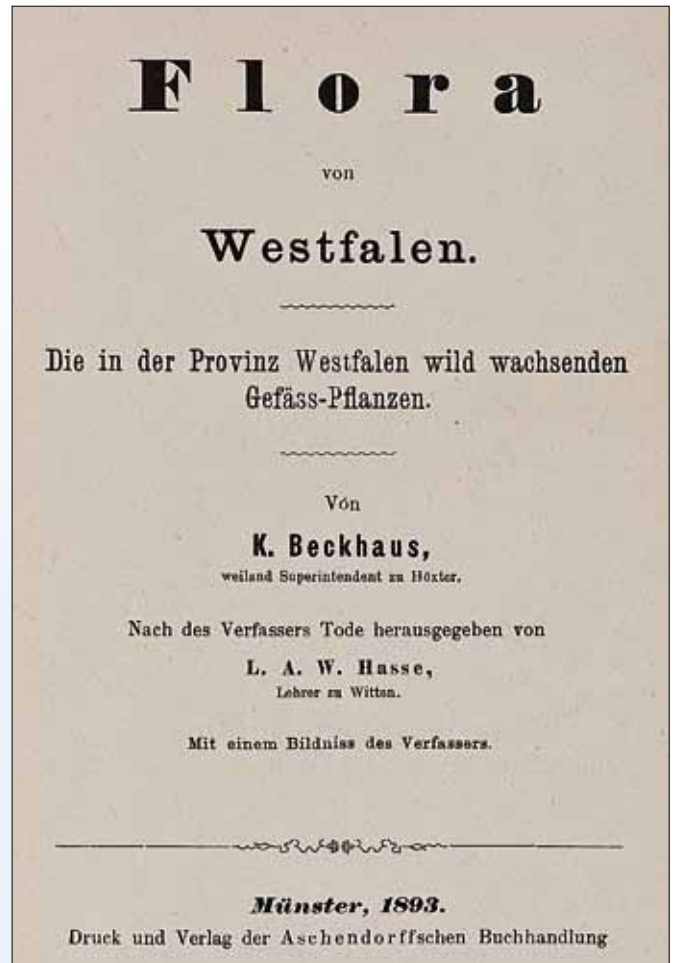 Flora
von
Westfalen.
Die in der Provinz Westfalen wild wachsenden
Gefäss-Pflanzen.
Von
K. Beckhaus,
weiland Superintendent zu Höxter.
Nach des Verfassers Tode herausgegeben von
L. A. W. Hasse,
Lehrer zu Witten.
Mit einem Bildniss des Verfassers.
Münster, 1893.
Druck und Verlag der Aschendorffschen Buchhandlung